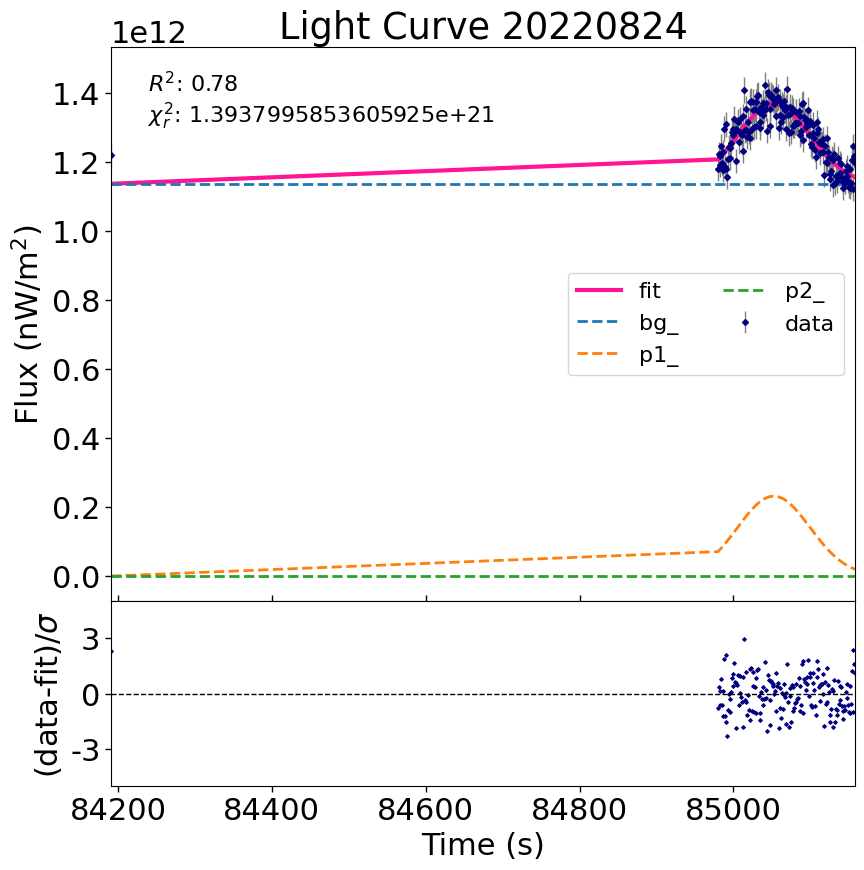 Light Curve 20220824
1e12
R²: 0.78
χ²ᵣ: 1.3937995853605925e+21
1.4
1.2
1.0
0.8
0.6
0.4
0.2
0.0
Flux (nW/m²)
fit
bg_
p1_
p2_
data
3
0
-3
(data-fit)/σ
84200 84400 84600 84800 85000
Time (s)